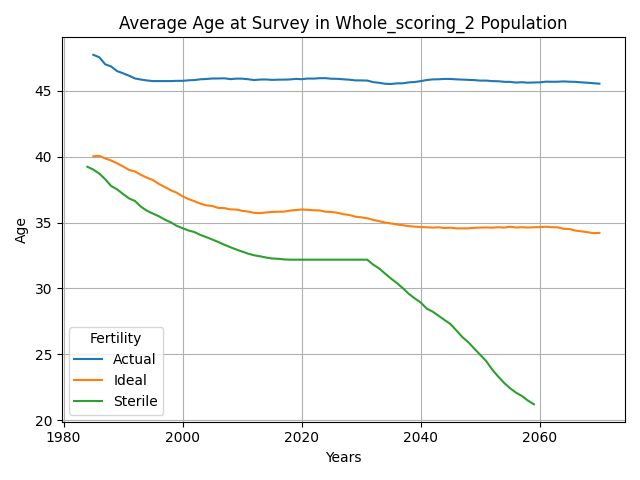 Average Age at Survey in Whole_scoring_2 Population
45
40
35
30
25
20
Age
Fertility
Actual
Ideal
Sterile
1980
2000
2020
2040
2060
Years